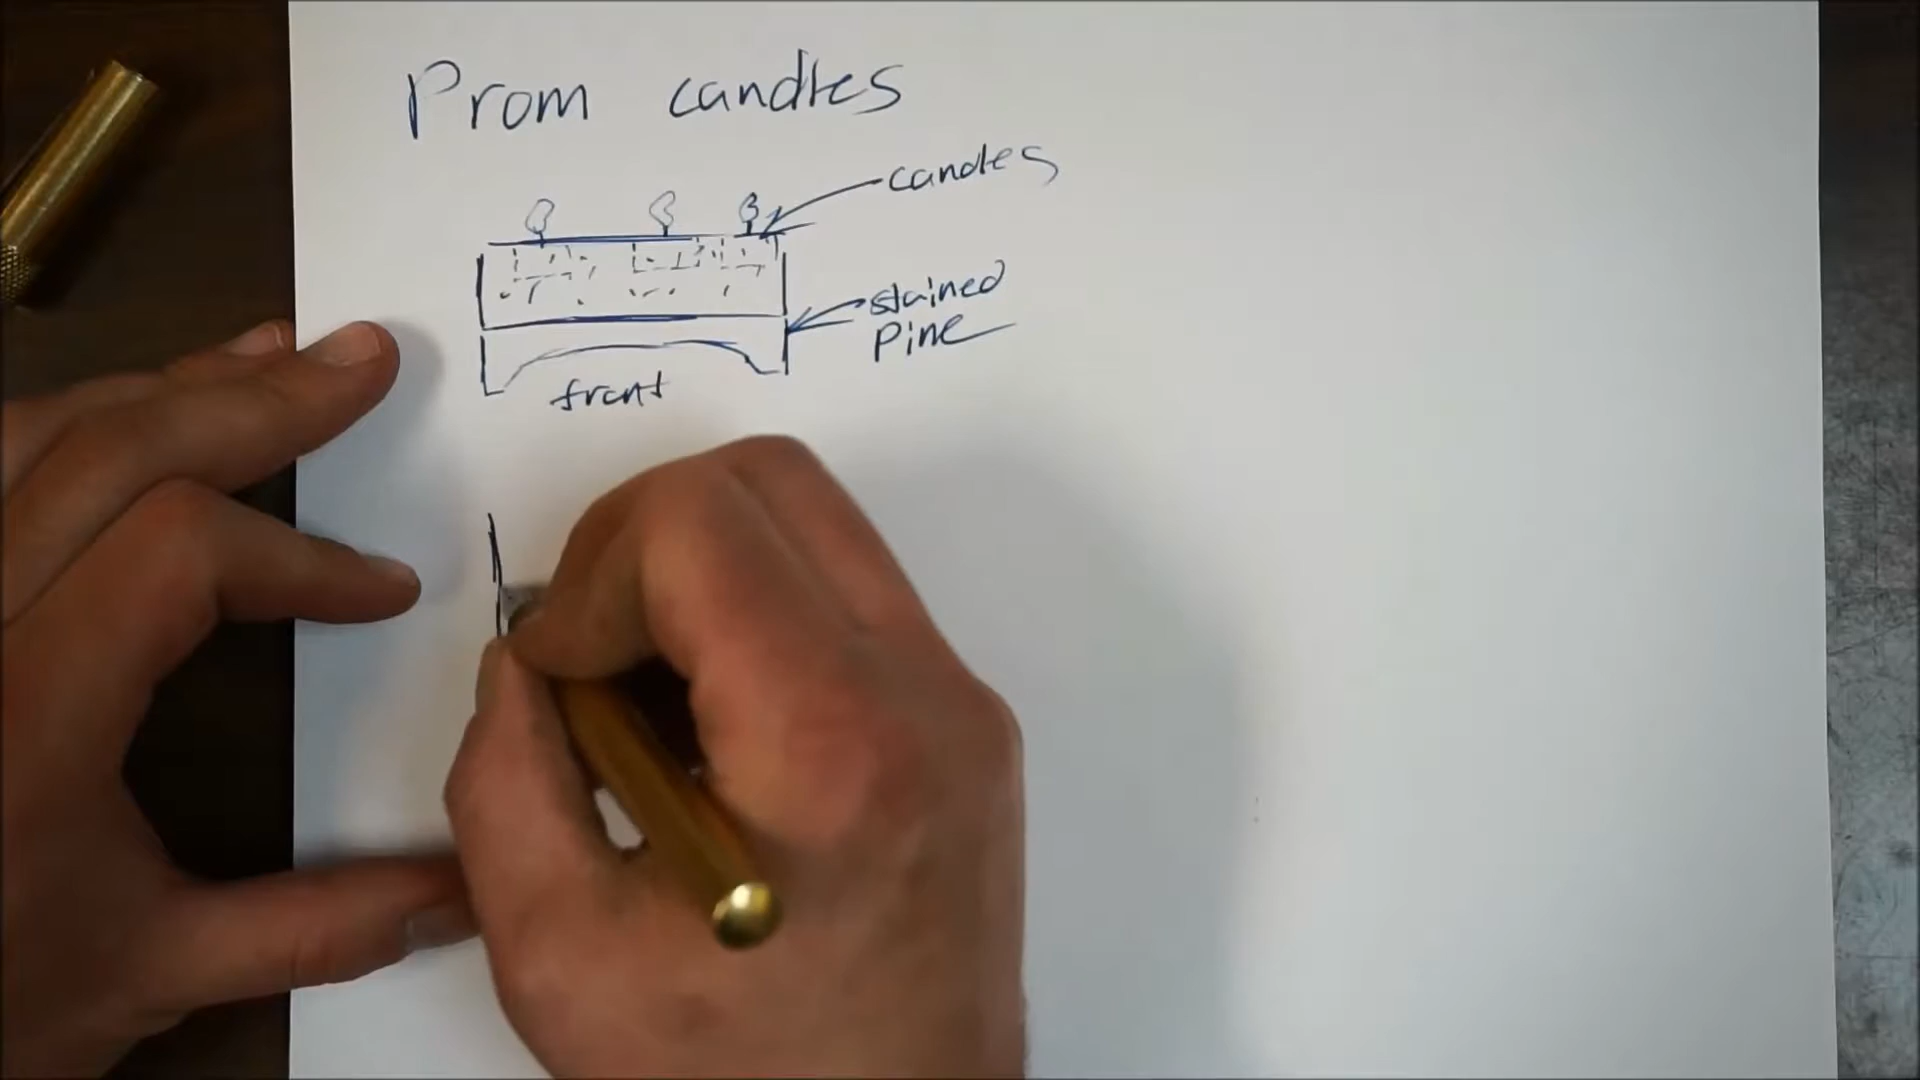 Prom candles
candles
stained
Pine
front